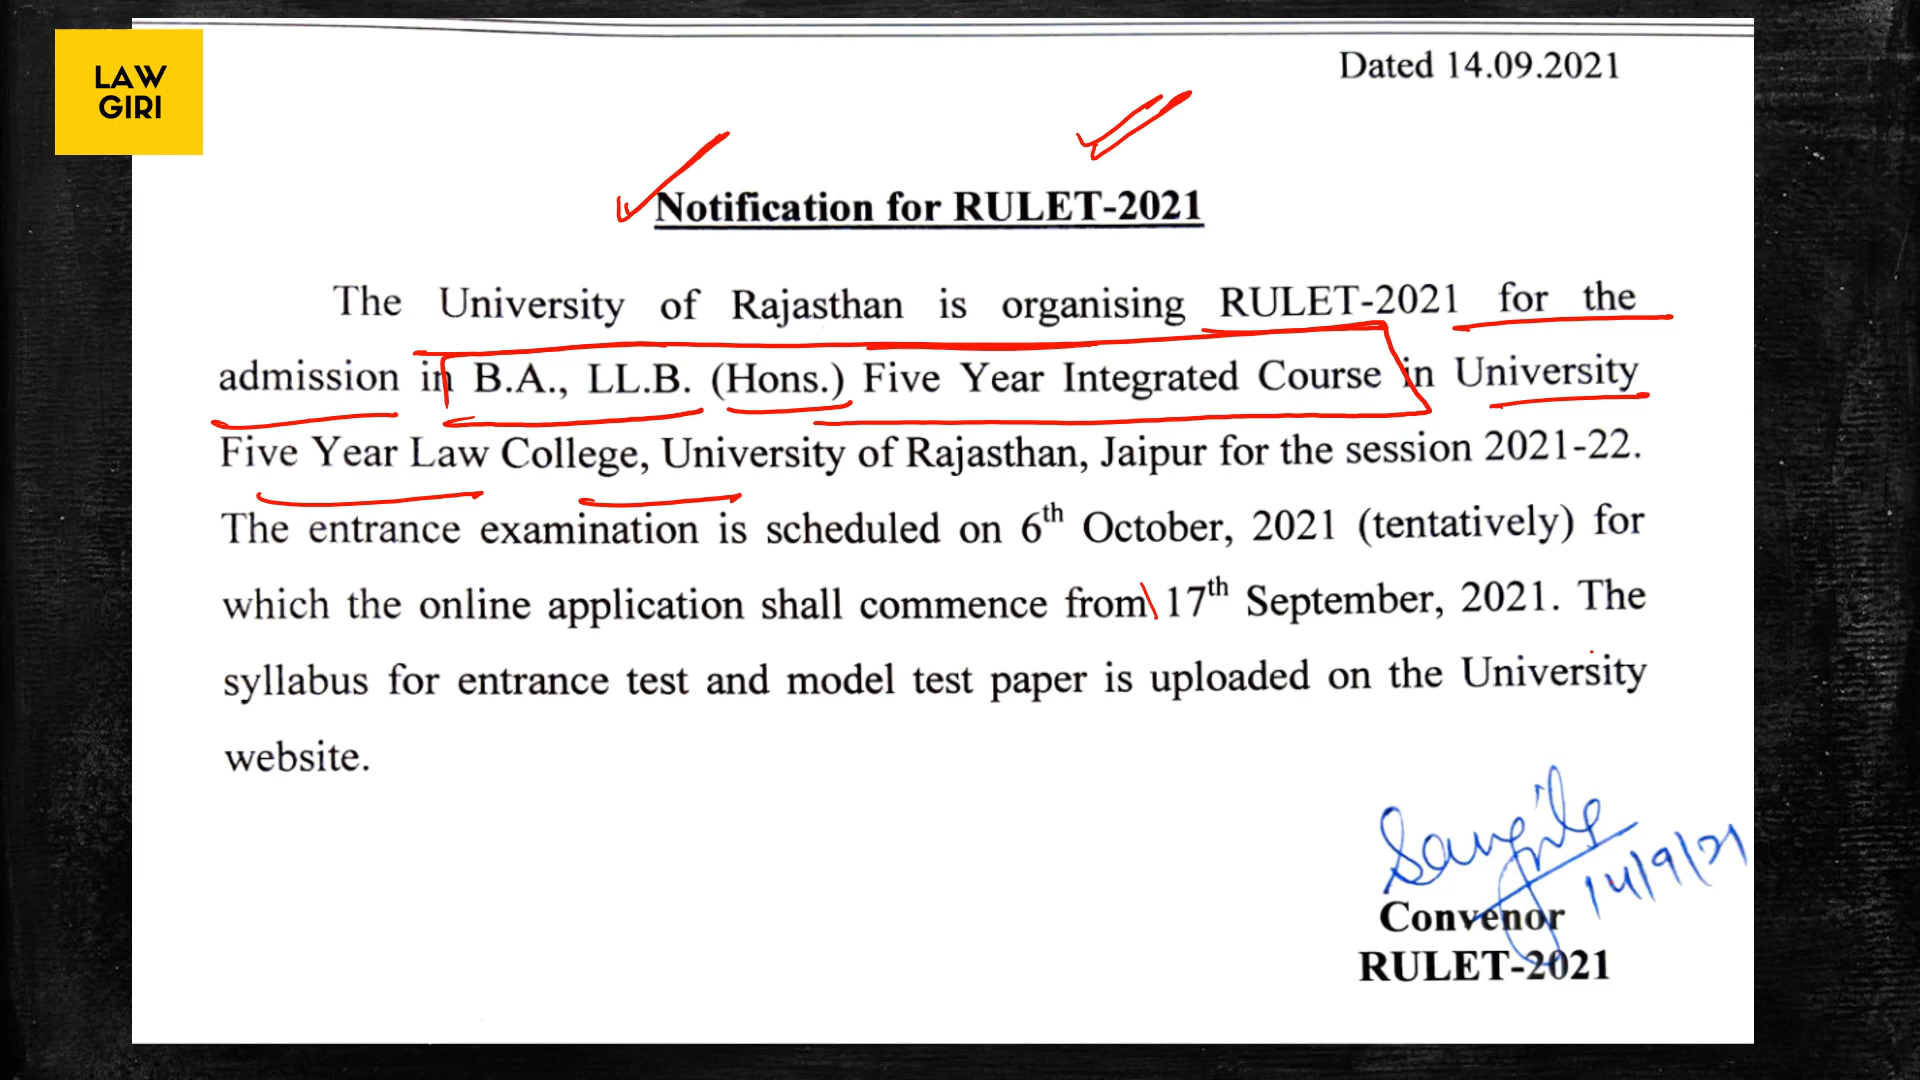 LAW
GIRI
Dated 14.09.2021
Notification for RULET-2021
The University of Rajasthan is organising RULET-2021 for the
admission in B.A., LL.B. (Hons.) Five Year Integrated Course in University
Five Year Law College, University of Rajasthan, Jaipur for the session 2021-22.
The entrance examination is scheduled on 6th October, 2021 (tentatively) for
which the online application shall commence from 17th September, 2021. The
syllabus for entrance test and model test paper is uploaded on the University
website.
14/9/21
Convenor
RULET-2021